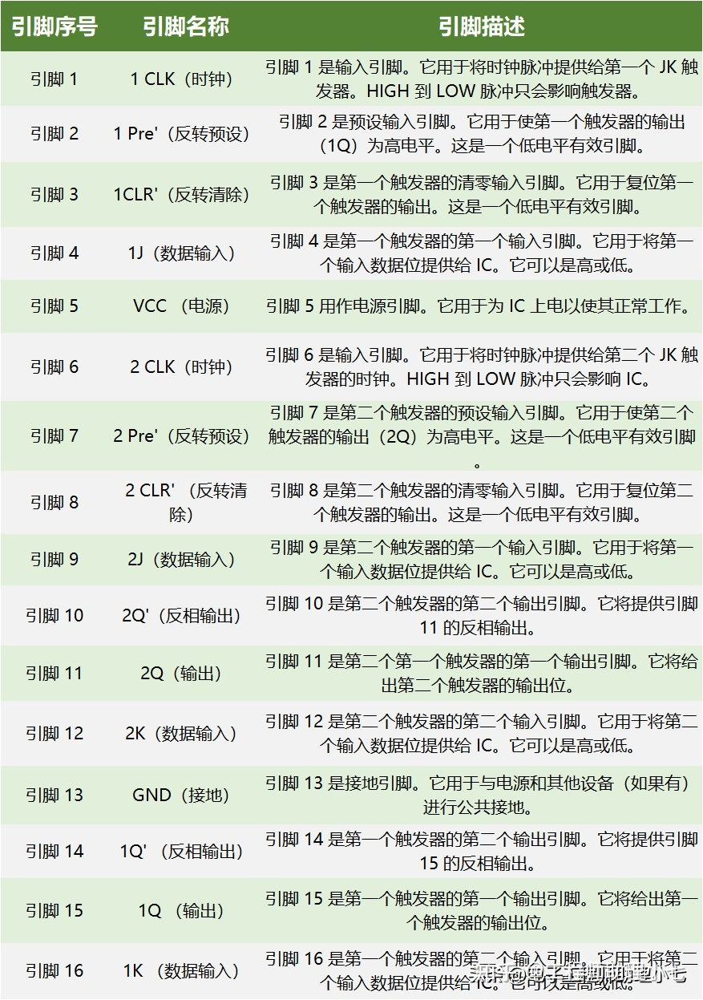 引脚序号 引脚名称 引脚描述
引脚 1 1 CLK（时钟） 引脚 1 是输入引脚。它用于将时钟脉冲提供给第一个 JK 触
发器。HIGH 到 LOW 脉冲只会影响触发器。
引脚 2 1 Pre'（反转预设） 引脚 2 是预设输入引脚。它用于使第一个触发器的输出
（1Q）为高电平。这是一个低电平有效引脚。
引脚 3 1CLR'（反转清除） 引脚 3 是第一个触发器的清零输入引脚。它用于复位第一
个触发器的输出。这是一个低电平有效引脚。
引脚 4 1J（数据输入） 引脚 4 是第一个触发器的第一个输入引脚。它用于将第一
个输入数据位提供给 IC。它可以是高或低。
引脚 5 VCC （电源） 引脚 5 用作电源引脚。它用于为 IC 上电以使其正常工作。
引脚 6 2 CLK（时钟） 引脚 6 是输入引脚。它用于将时钟脉冲提供给第二个 JK 触
发器的时钟。HIGH 到 LOW 脉冲只会影响 IC。
引脚 7 2 Pre'（反转预设） 引脚 7 是第二个触发器的预设输入引脚。它用于使第二个
触发器的输出（2Q）为高电平。这是一个低电平有效引脚
。
引脚 8 2 CLR' （反转清
除） 引脚 8 是第二个触发器的清零输入引脚。它用于复位第二
个触发器的输出。这是一个低电平有效引脚。
引脚 9 2J（数据输入） 引脚 9 是第二个触发器的第一个输入引脚。它用于将第一
个输入数据位提供给 IC。它可以是高或低。
引脚 10 2Q'（反相输出） 引脚 10 是第二个触发器的第二个输出引脚。它将提供引脚
11 的反相输出。
引脚 11 2Q（输出） 引脚 11 是第二个第一个触发器的第一个输出引脚。它将给
出第二个触发器的输出位。
引脚 12 2K（数据输入） 引脚 12 是第二个触发器的第二个输入引脚。它用于将第二
个输入数据位提供给 IC。它可以是高或低。
引脚 13 GND（接地） 引脚 13 是接地引脚。它用于与电源和其他设备（如果有）
进行公共接地。
引脚 14 1Q' （反相输出） 引脚 14 是第一个触发器的第二个输出引脚。它将提供引脚
15 的反相输出。
引脚 15 1Q （输出） 引脚 15 是第一个触发器的第一个输出引脚。它将给出第一
个触发器的输出位。
引脚 16 1K （数据输入） 引脚 16 是第一个触发器的第二个输入引脚。它用于将第二
个输入数据位提供给 IC。它可以是高或低。